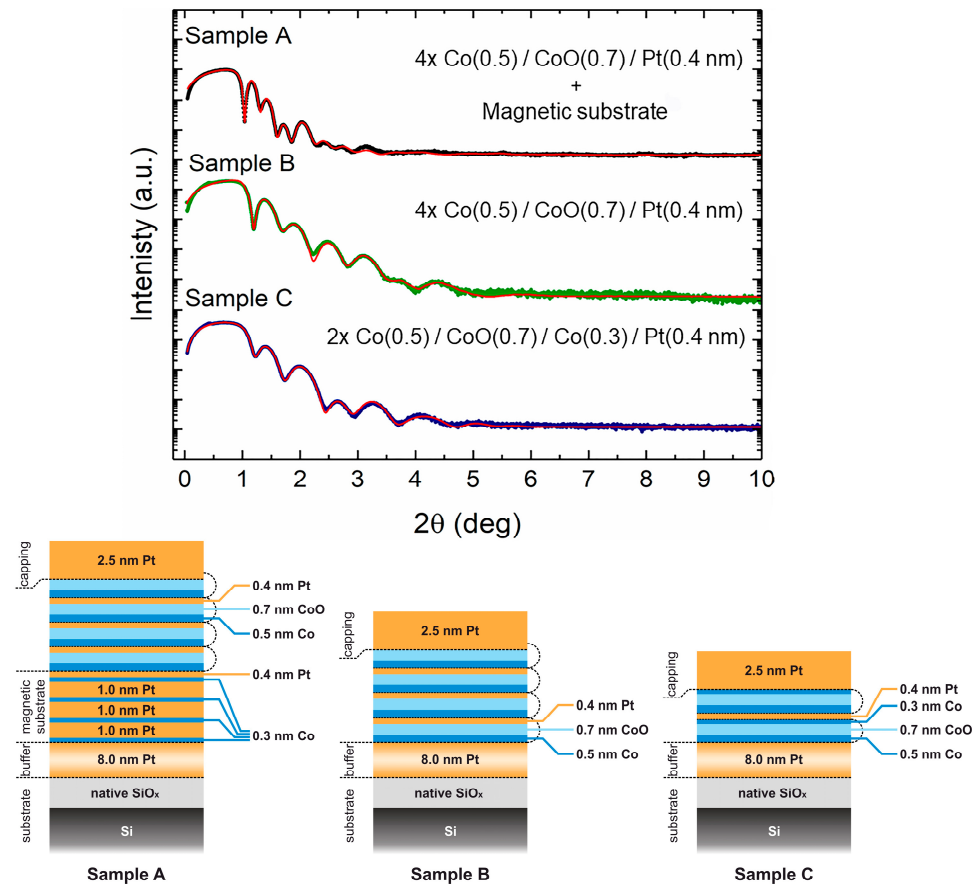 Sample A
4x Co(0.5) / CoO(0.7) / Pt(0.4 nm)
+
Magnetic substrate
Sample B
4x Co(0.5) / CoO(0.7) / Pt(0.4 nm)
Sample C
2x Co(0.5) / CoO(0.7) / Co(0.3) / Pt(0.4 nm)
Intenisty (a.u.)
0 1 2 3 4 5 6 7 8 9 10
2θ (deg)
capping
2.5 nm Pt
0.4 nm Pt
0.7 nm CoO
0.5 nm Co
0.4 nm Pt
magnetic
substrate
1.0 nm Pt
1.0 nm Pt
1.0 nm Pt
0.3 nm Co
buffer
8.0 nm Pt
substrate
native SiOx
Si
Sample A
capping
2.5 nm Pt
0.4 nm Pt
0.7 nm CoO
0.5 nm Co
buffer
8.0 nm Pt
substrate
native SiOx
Si
Sample B
capping
2.5 nm Pt
0.4 nm Pt
0.3 nm Co
0.7 nm CoO
0.5 nm Co
buffer
8.0 nm Pt
substrate
native SiOx
Si
Sample C